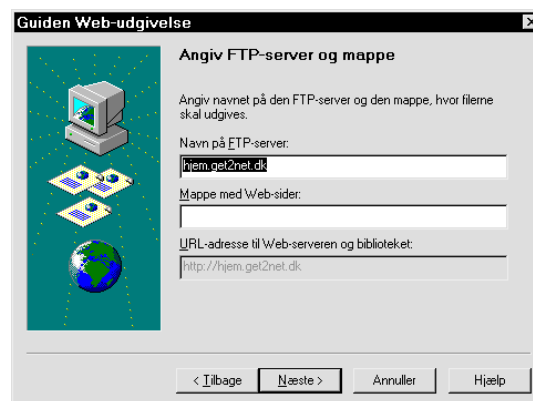 Guiden Web-udgivelse
Angiv FTP-server og mappe
Angiv navnet på den FTP-server og den mappe, hvor filerne
skal udgives.
Navn på FTP-server:
hjem.get2net.dk
Mappe med Web-sider:
URL-adresse til Web-serveren og biblioteket:
http://hjem.get2net.dk
< Tilbage Næste > Annuller Hjælp